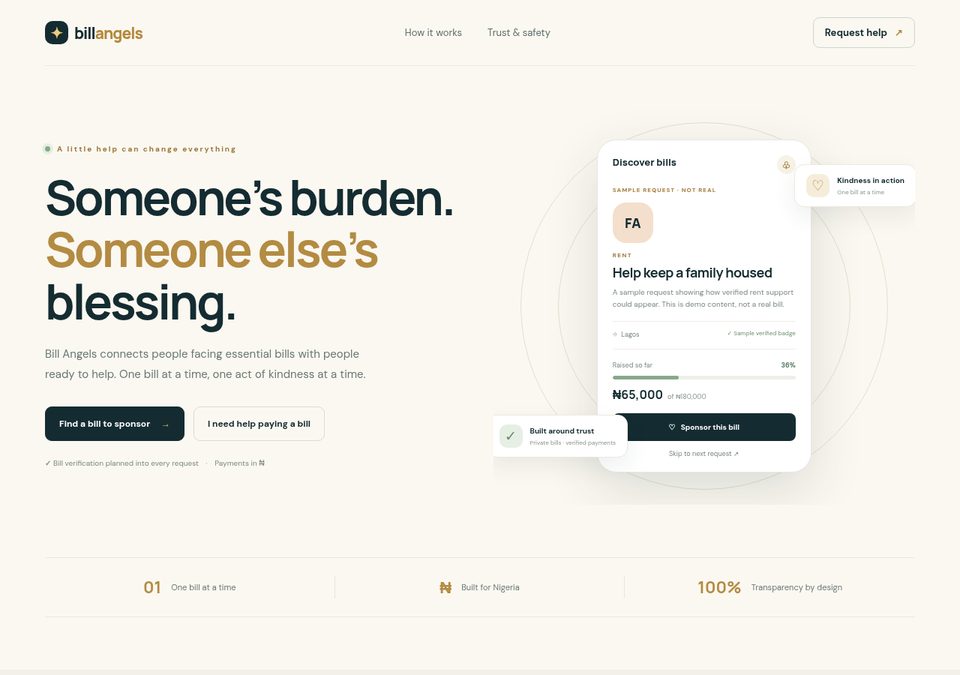 billangels
How it works
Trust & safety
Request help ↗
A little help can change everything
Someone’s burden.
Someone else’s
blessing.
Bill Angels connects people facing essential bills with people
ready to help. One bill at a time, one act of kindness at a time.
Find a bill to sponsor →
I need help paying a bill
✓ Bill verification planned into every request · Payments in ₦
Discover bills
SAMPLE REQUEST · NOT REAL
FA
RENT
Help keep a family housed
A sample request showing how verified rent support
could appear. This is demo content, not a real bill.
Lagos
✓ Sample verified badge
Raised so far
36%
₦65,000 of ₦180,000
♡ Sponsor this bill
Skip to next request ↗
Kindness in action
One bill at a time
Built around trust
Private bills · verified payments
01 One bill at a time
₦ Built for Nigeria
100% Transparency by design